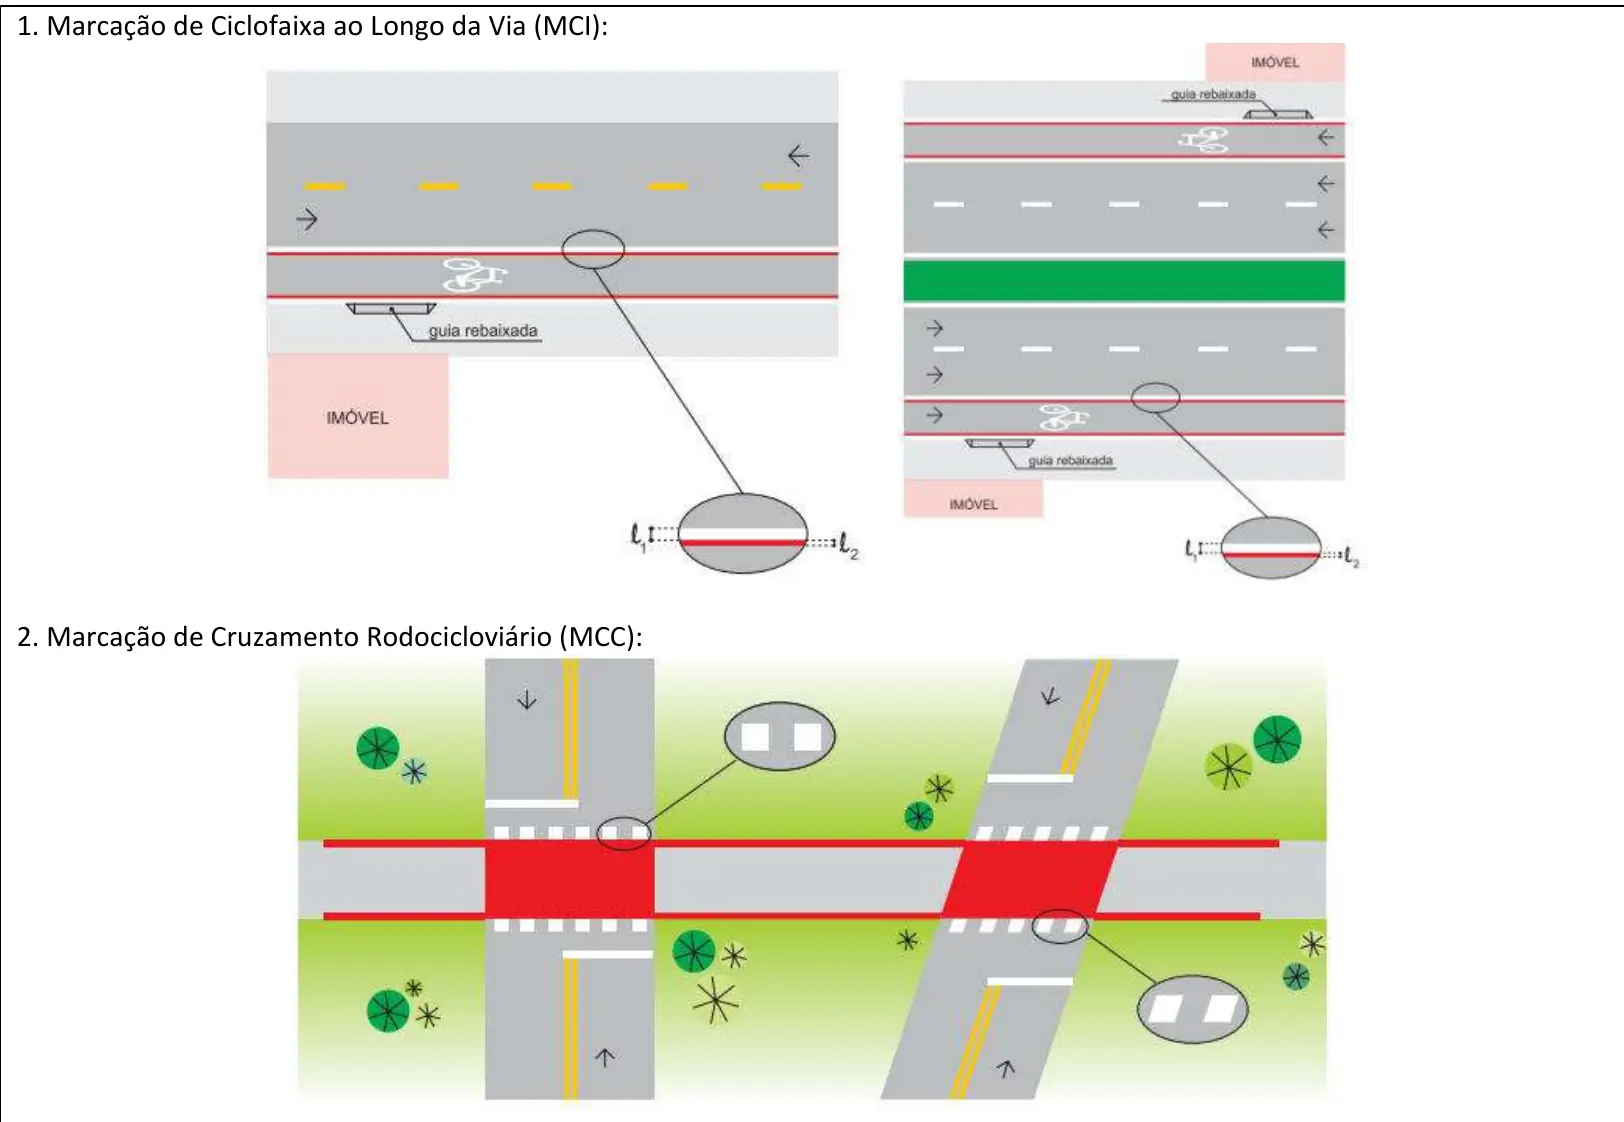 1. Marcação de Ciclofaixa ao Longo da Via (MCI):
IMÓVEL
guia rebaixada
guia rebaixada
IMÓVEL
guia rebaixada
IMÓVEL
ℓ1
ℓ2
ℓ1
ℓ2
2. Marcação de Cruzamento Rodocicloviário (MCC):